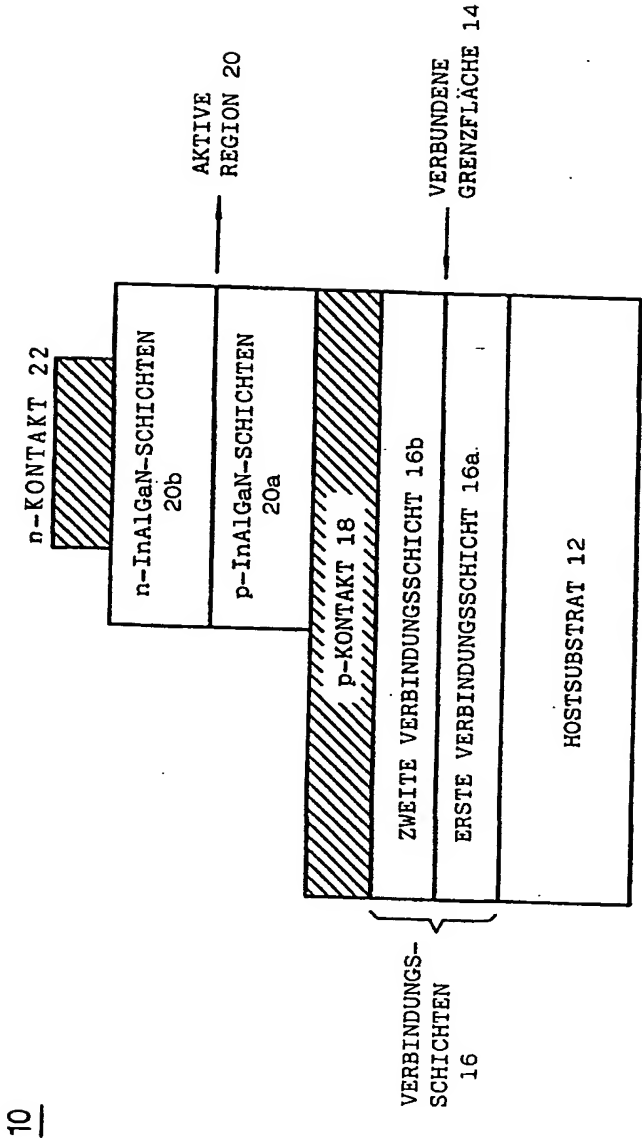 10
n-KONTAKT 22
n-InAlGaN-SCHICHTEN
20b
AKTIVE
REGION 20
p-InAlGaN-SCHICHTEN
20a
p-KONTAKT 18
ZWEITE VERBINDUNGSSCHICHT 16b
VERBUNDENE
GRENZFLÄCHE 14
ERSTE VERBINDUNGSSCHICHT 16a
VERBINDUNGS-
SCHICHTEN
16
HOSTSUBSTRAT 12